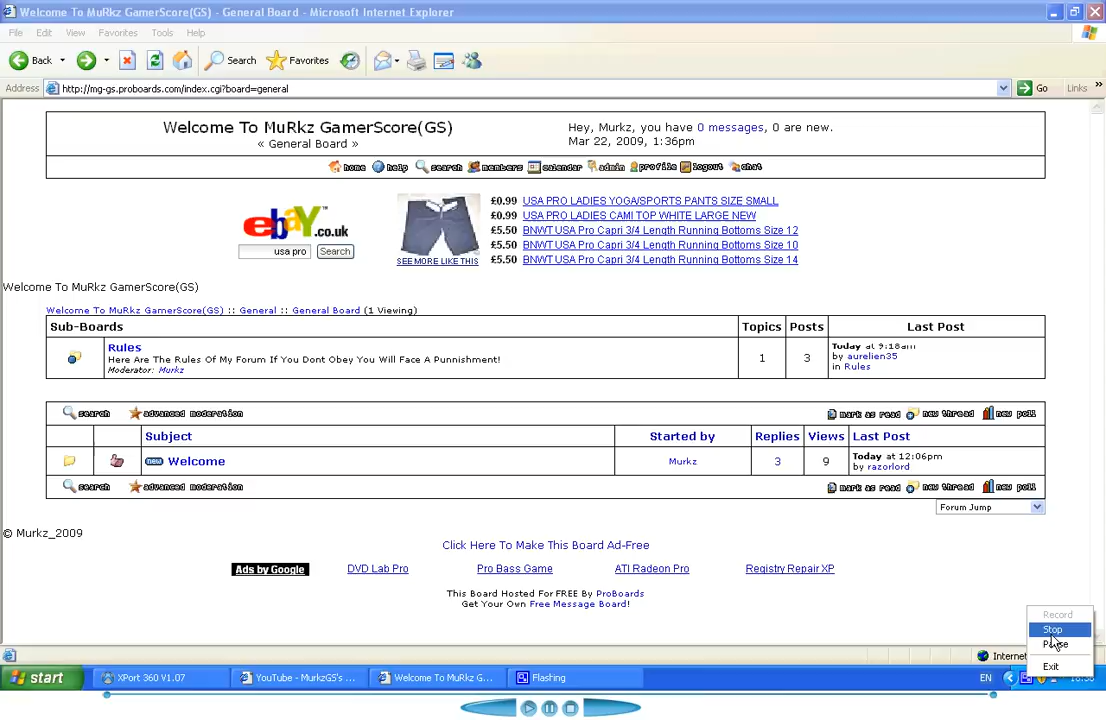 Welcome To MuRkz GamerScore(GS) - General Board - Microsoft Internet Explorer
File Edit View Favorites Tools Help
Back Search Favorites
Address http://mg-gs.proboards.com/index.cgi?board=general Go Links »
Welcome To MuRkz GamerScore(GS)
« General Board »
Hey, Murkz, you have 0 messages, 0 are new.
Mar 22, 2009, 1:36pm
home help search members calendar admin profile logout chat
ebay.co.uk
usa pro Search
SEE MORE LIKE THIS
£0.99 USA PRO LADIES YOGA/SPORTS PANTS SIZE SMALL
£0.99 USA PRO LADIES CAMI TOP WHITE LARGE NEW
£5.50 BNWT USA Pro Capri 3/4 Length Running Bottoms Size 12
£5.50 BNWT USA Pro Capri 3/4 Length Running Bottoms Size 10
£5.50 BNWT USA Pro Capri 3/4 Length Running Bottoms Size 14
Welcome To MuRkz GamerScore(GS)
Welcome To MuRkz GamerScore(GS) :: General :: General Board (1 Viewing)
Sub-Boards Topics Posts Last Post
Rules
Here Are The Rules Of My Forum If You Dont Obey You Will Face A Punnishment!
Moderator: Murkz
1 3
Today at 9:18am
by aurelien35
in Rules
search advanced moderation mark as read new thread new poll
Subject Started by Replies Views Last Post
new Welcome Murkz 3 9
Today at 12:06pm
by razorlord
search advanced moderation mark as read new thread new poll
Forum Jump
© Murkz_2009
Click Here To Make This Board Ad-Free
Ads by Google DVD Lab Pro Pro Bass Game ATI Radeon Pro Registry Repair XP
This Board Hosted For FREE By ProBoards
Get Your Own Free Message Board!
Record
Stop
Pause
Exit
Internet
start XPort 360 V1.07 YouTube - MurkzGS's ... Welcome To MuRkz G... Flashing EN